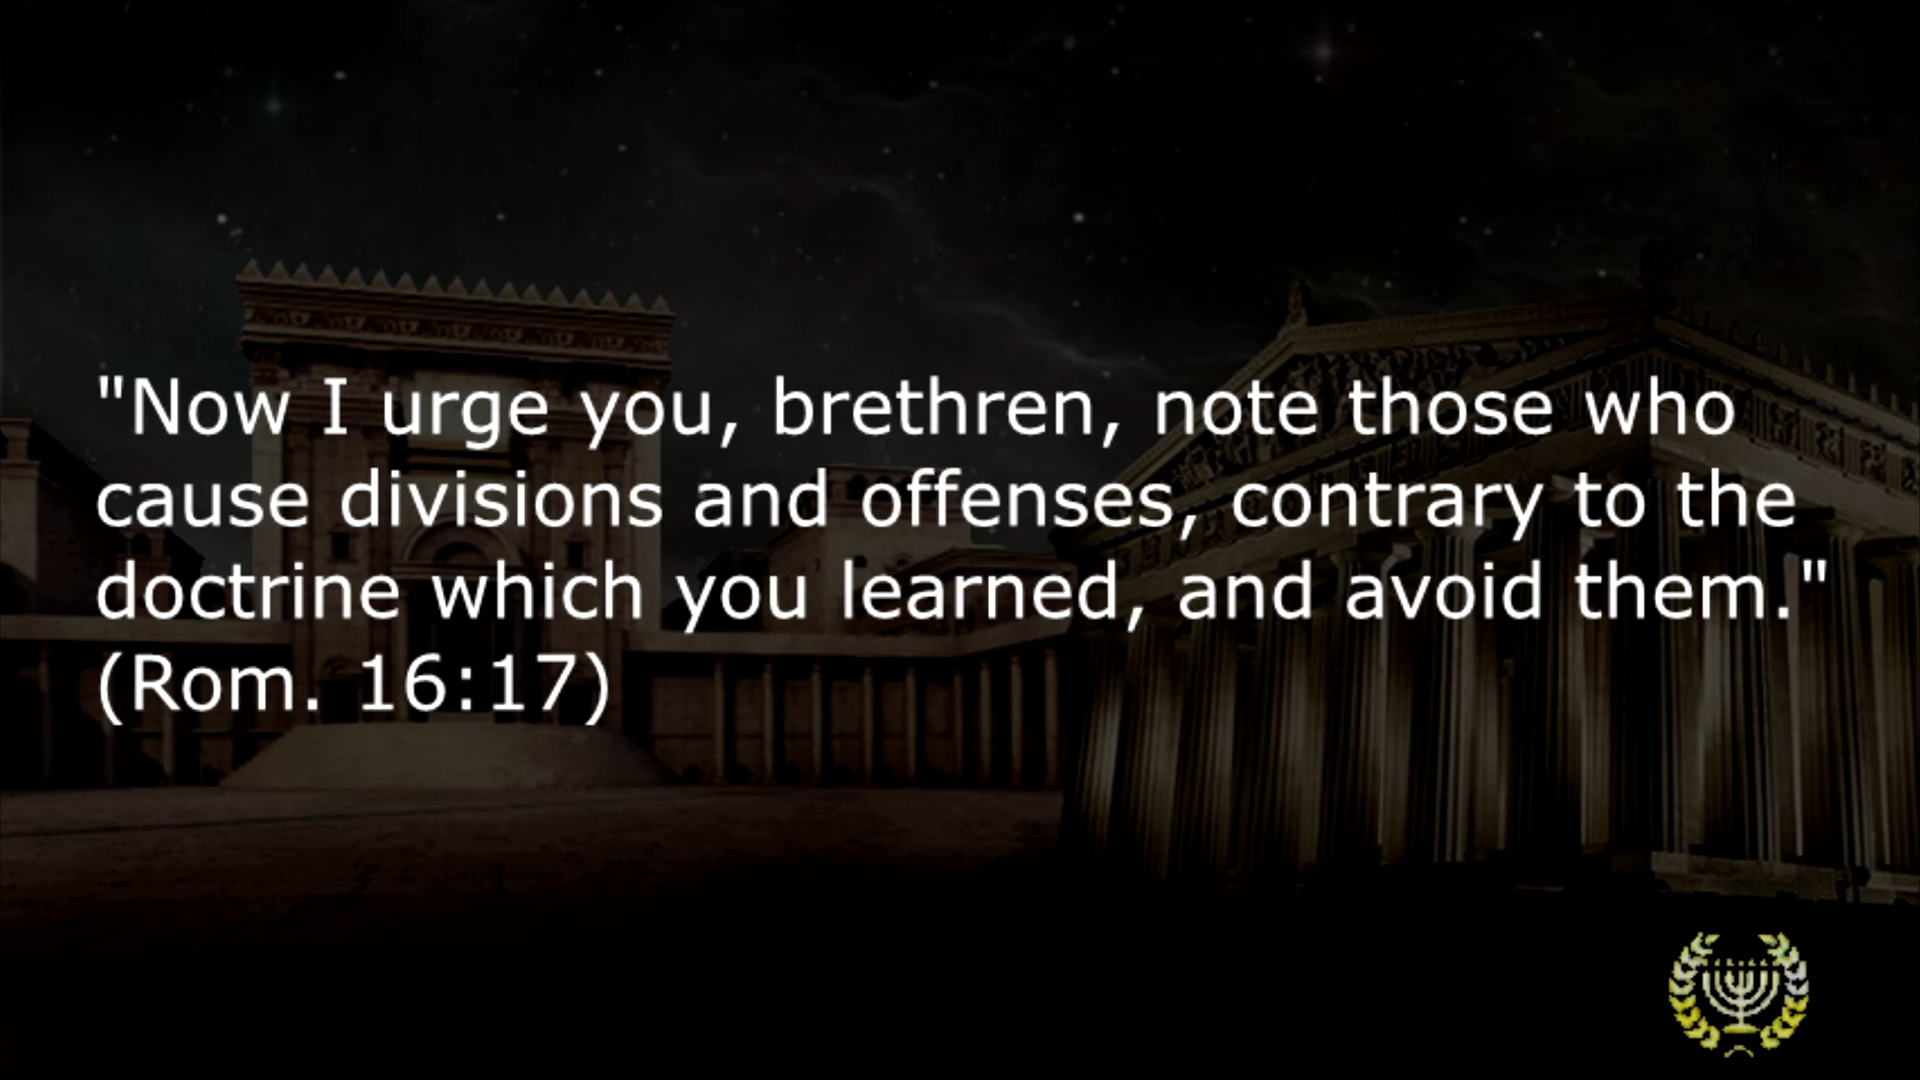 "Now I urge you, brethren, note those who
cause divisions and offenses, contrary to the
doctrine which you learned, and avoid them."
(Rom. 16:17)